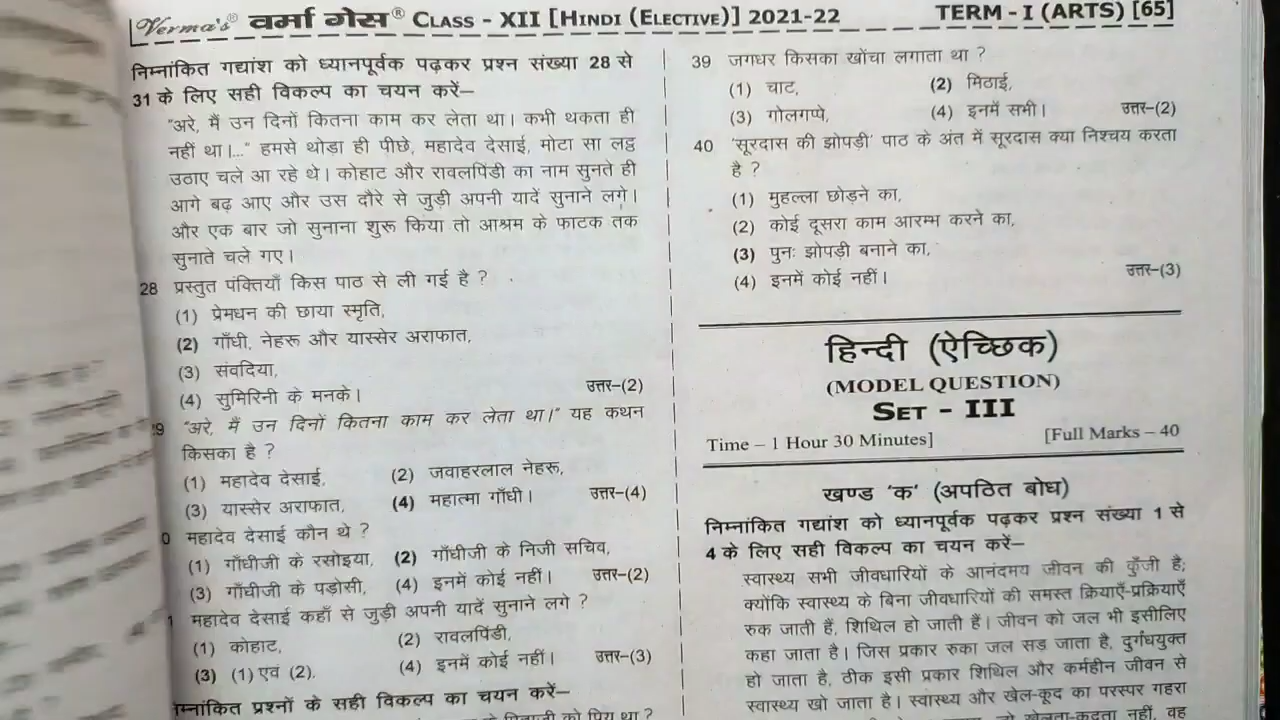 Verma's® वर्मा गेस® CLASS - XII [HINDI (ELECTIVE)] 2021-22 TERM - I (ARTS) [65]
निम्नांकित गद्यांश को ध्यानपूर्वक पढ़कर प्रश्न संख्या 28 से
31 के लिए सही विकल्प का चयन करें–
"अरे, मैं उन दिनों कितना काम कर लेता था। कभी थकता ही
नहीं था।..." हमसे थोड़ा ही पीछे, महादेव देसाई, मोटा सा लट्ठ
उठाए चले आ रहे थे। कोहाट और रावलपिंडी का नाम सुनते ही
आगे बढ़ आए और उस दौरे से जुड़ी अपनी यादें सुनाने लगे।
और एक बार जो सुनाना शुरू किया तो आश्रम के फाटक तक
सुनाते चले गए।
28 प्रस्तुत पंक्तियाँ किस पाठ से ली गई है ?
(1) प्रेमधन की छाया स्मृति,
(2) गाँधी, नेहरू और यास्सेर अराफात,
(3) संवदिया,
(4) सुमिरिनी के मनके। उत्तर–(2)
9 "अरे, मैं उन दिनों कितना काम कर लेता था।" यह कथन
किसका है ?
(1) महादेव देसाई, (2) जवाहरलाल नेहरू,
(3) यास्सेर अराफात, (4) महात्मा गाँधी। उत्तर–(4)
0 महादेव देसाई कौन थे ?
(1) गाँधीजी के रसोइया, (2) गाँधीजी के निजी सचिव,
(3) गाँधीजी के पड़ोसी, (4) इनमें कोई नहीं। उत्तर–(2)
1 महादेव देसाई कहाँ से जुड़ी अपनी यादें सुनाने लगे ?
(1) कोहाट, (2) रावलपिंडी,
(3) (1) एवं (2), (4) इनमें कोई नहीं। उत्तर–(3)
निम्नांकित प्रश्नों के सही विकल्प का चयन करें–
को प्रिय था ?
39 जगधर किसका खोंचा लगाता था ?
(1) चाट, (2) मिठाई,
(3) गोलगप्पे, (4) इनमें सभी। उत्तर–(2)
40 'सूरदास की झोपड़ी' पाठ के अंत में सूरदास क्या निश्चय करता
है ?
(1) मुहल्ला छोड़ने का,
(2) कोई दूसरा काम आरम्भ करने का,
(3) पुनः झोपड़ी बनाने का,
(4) इनमें कोई नहीं। उत्तर–(3)
हिन्दी (ऐच्छिक)
(MODEL QUESTION)
SET - III
Time – 1 Hour 30 Minutes] [Full Marks – 40
खण्ड 'क' (अपठित बोध)
निम्नांकित गद्यांश को ध्यानपूर्वक पढ़कर प्रश्न संख्या 1 से
4 के लिए सही विकल्प का चयन करें–
स्वास्थ्य सभी जीवधारियों के आनंदमय जीवन की कुँजी है;
क्योंकि स्वास्थ्य के बिना जीवधारियों की समस्त क्रियाएँ-प्रक्रियाएँ
रुक जाती हैं, शिथिल हो जाती हैं। जीवन को जल भी इसीलिए
कहा जाता है। जिस प्रकार रुका जल सड़ जाता है, दुर्गंधयुक्त
हो जाता है, ठीक इसी प्रकार शिथिल और कर्महीन जीवन से
स्वास्थ्य खो जाता है। स्वास्थ्य और खेल-कूद का परस्पर गहरा
खेलता-कूदता नहीं, वह